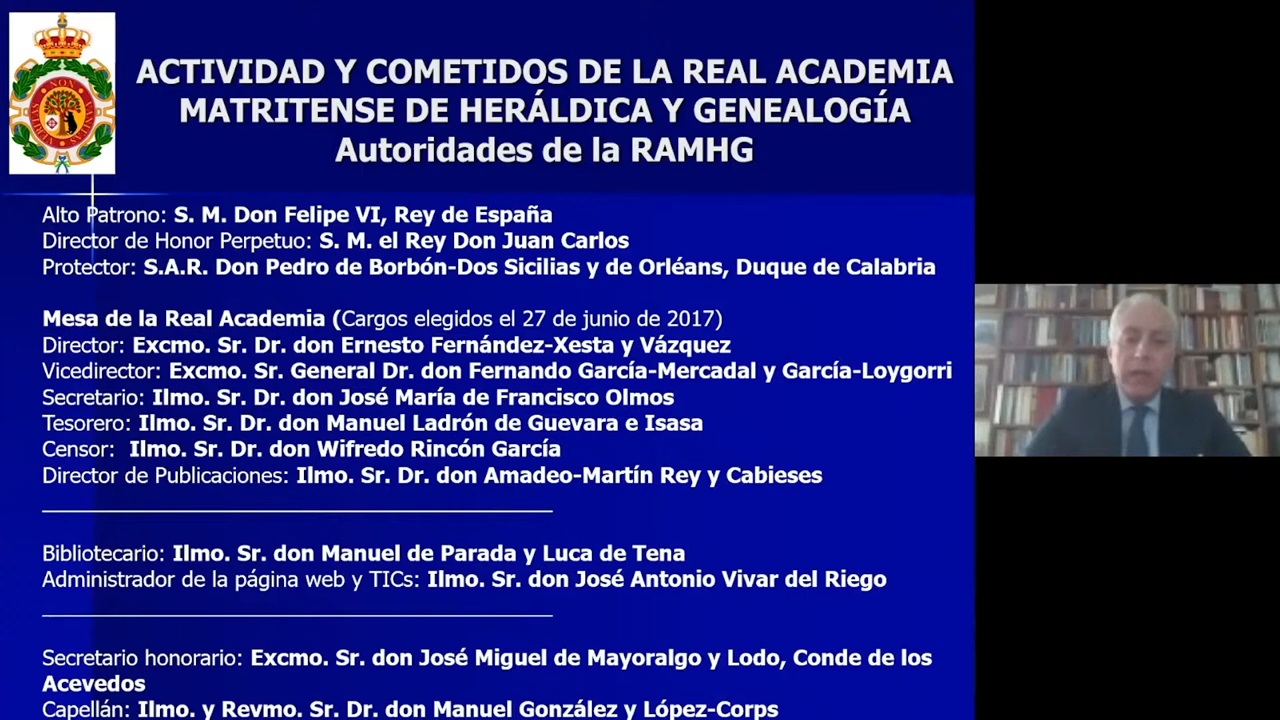 ACTIVIDAD Y COMETIDOS DE LA REAL ACADEMIA
MATRITENSE DE HERÁLDICA Y GENEALOGÍA
Autoridades de la RAMHG
Alto Patrono: S. M. Don Felipe VI, Rey de España
Director de Honor Perpetuo: S. M. el Rey Don Juan Carlos
Protector: S.A.R. Don Pedro de Borbón-Dos Sicilias y de Orléans, Duque de Calabria
Mesa de la Real Academia (Cargos elegidos el 27 de junio de 2017)
Director: Excmo. Sr. Dr. don Ernesto Fernández-Xesta y Vázquez
Vicedirector: Excmo. Sr. General Dr. don Fernando García-Mercadal y García-Loygorri
Secretario: Ilmo. Sr. Dr. don José María de Francisco Olmos
Tesorero: Ilmo. Sr. Dr. don Manuel Ladrón de Guevara e Isasa
Censor: Ilmo. Sr. Dr. don Wifredo Rincón García
Director de Publicaciones: Ilmo. Sr. Dr. don Amadeo-Martín Rey y Cabieses
Bibliotecario: Ilmo. Sr. don Manuel de Parada y Luca de Tena
Administrador de la página web y TICs: Ilmo. Sr. don José Antonio Vivar del Riego
Secretario honorario: Excmo. Sr. don José Miguel de Mayoralgo y Lodo, Conde de los
Acevedos
Capellán: Ilmo. y Revmo. Sr. Dr. don Manuel González y López-Corps